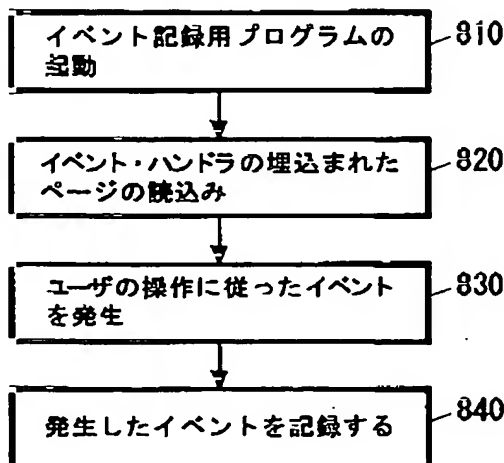 イベント記録用プログラムの
起動
810
イベント・ハンドラの埋込まれた
ページの読込み
820
ユーザの操作に従ったイベント
を発生
830
発生したイベントを記録する
840